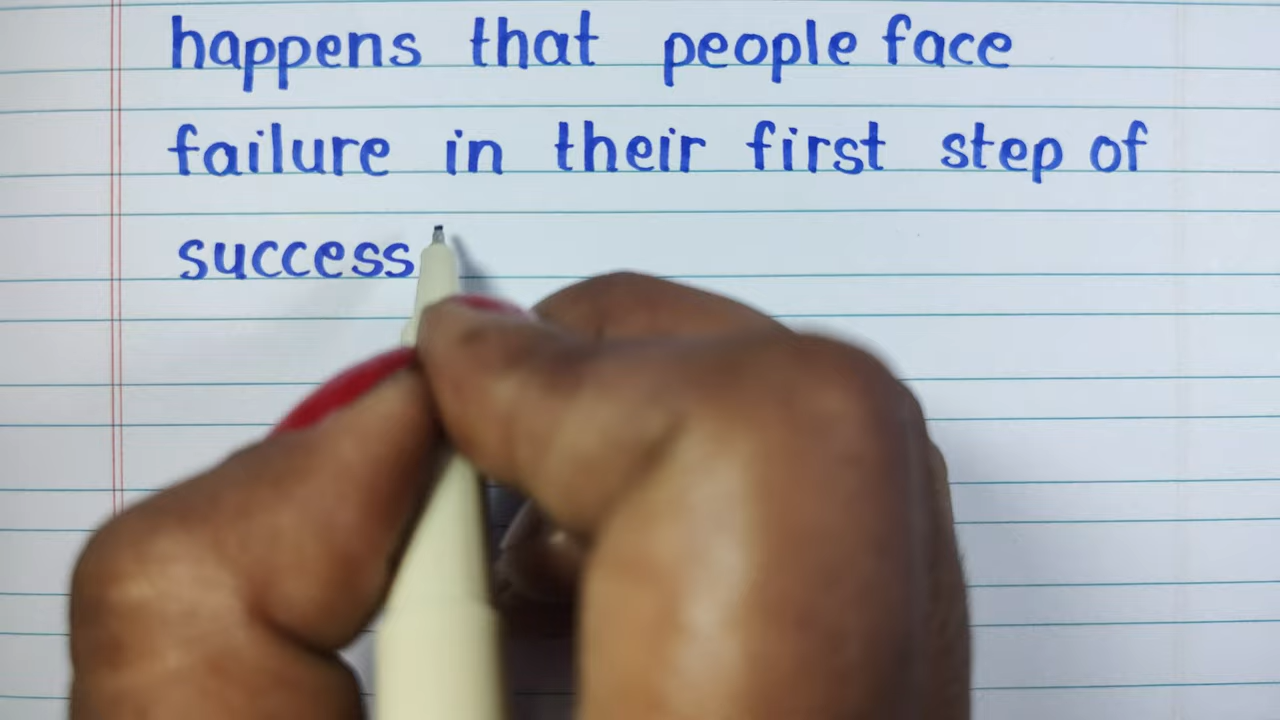 happens that people face
failure in their first step of
success